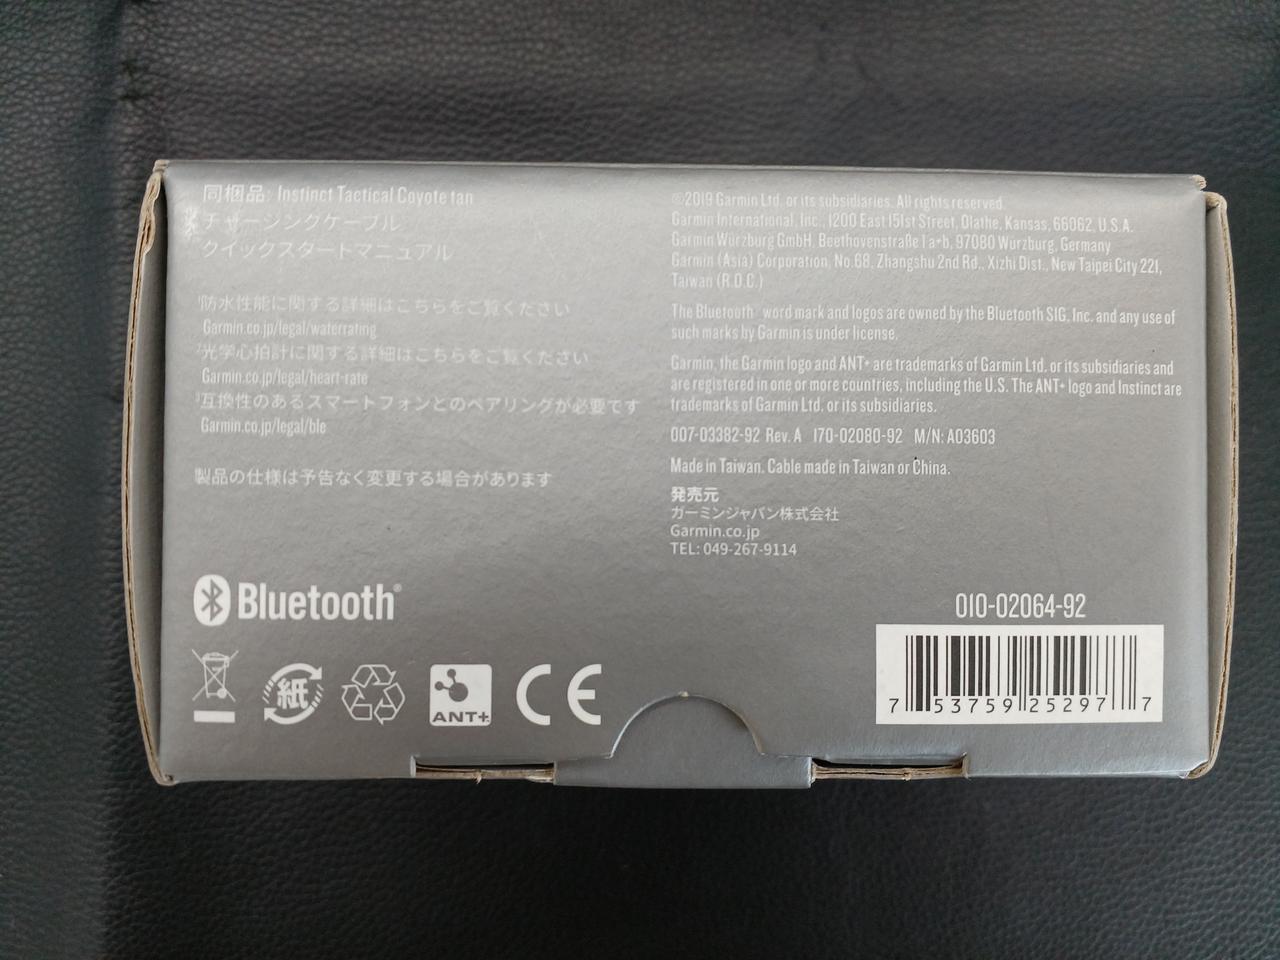 同梱品: Instinct Tactical Coyote tan
チャージングケーブル
クイックスタートマニュアル
¹防水性能に関する詳細はこちらをご覧ください
Garmin.co.jp/legal/waterrating
²光学心拍計に関する詳細はこちらをご覧ください
Garmin.co.jp/legal/heart-rate
³互換性のあるスマートフォンとのペアリングが必要です
Garmin.co.jp/legal/ble
製品の仕様は予告なく変更する場合があります
Bluetooth®
紙
ANT+
CE
©2019 Garmin Ltd. or its subsidiaries. All rights reserved.
Garmin International, Inc., 1200 East 151st Street, Olathe, Kansas, 66062, U.S.A.
Garmin Würzburg GmbH, Beethovenstraße 1 a+b, 97080 Würzburg, Germany
Garmin (Asia) Corporation, No.68, Zhangshu 2nd Rd., Xizhi Dist., New Taipei City 221,
Taiwan (R.O.C.)
The Bluetooth® word mark and logos are owned by the Bluetooth SIG, Inc. and any use of
such marks by Garmin is under license.
Garmin, the Garmin logo and ANT+ are trademarks of Garmin Ltd. or its subsidiaries and
are registered in one or more countries, including the U.S. The ANT+ logo and Instinct are
trademarks of Garmin Ltd. or its subsidiaries.
007-03382-92 Rev. A 170-02080-92 M/N: A03603
Made in Taiwan. Cable made in Taiwan or China.
発売元
ガーミンジャパン株式会社
Garmin.co.jp
TEL: 049-267-9114
010-02064-92
7 53759 25297 7